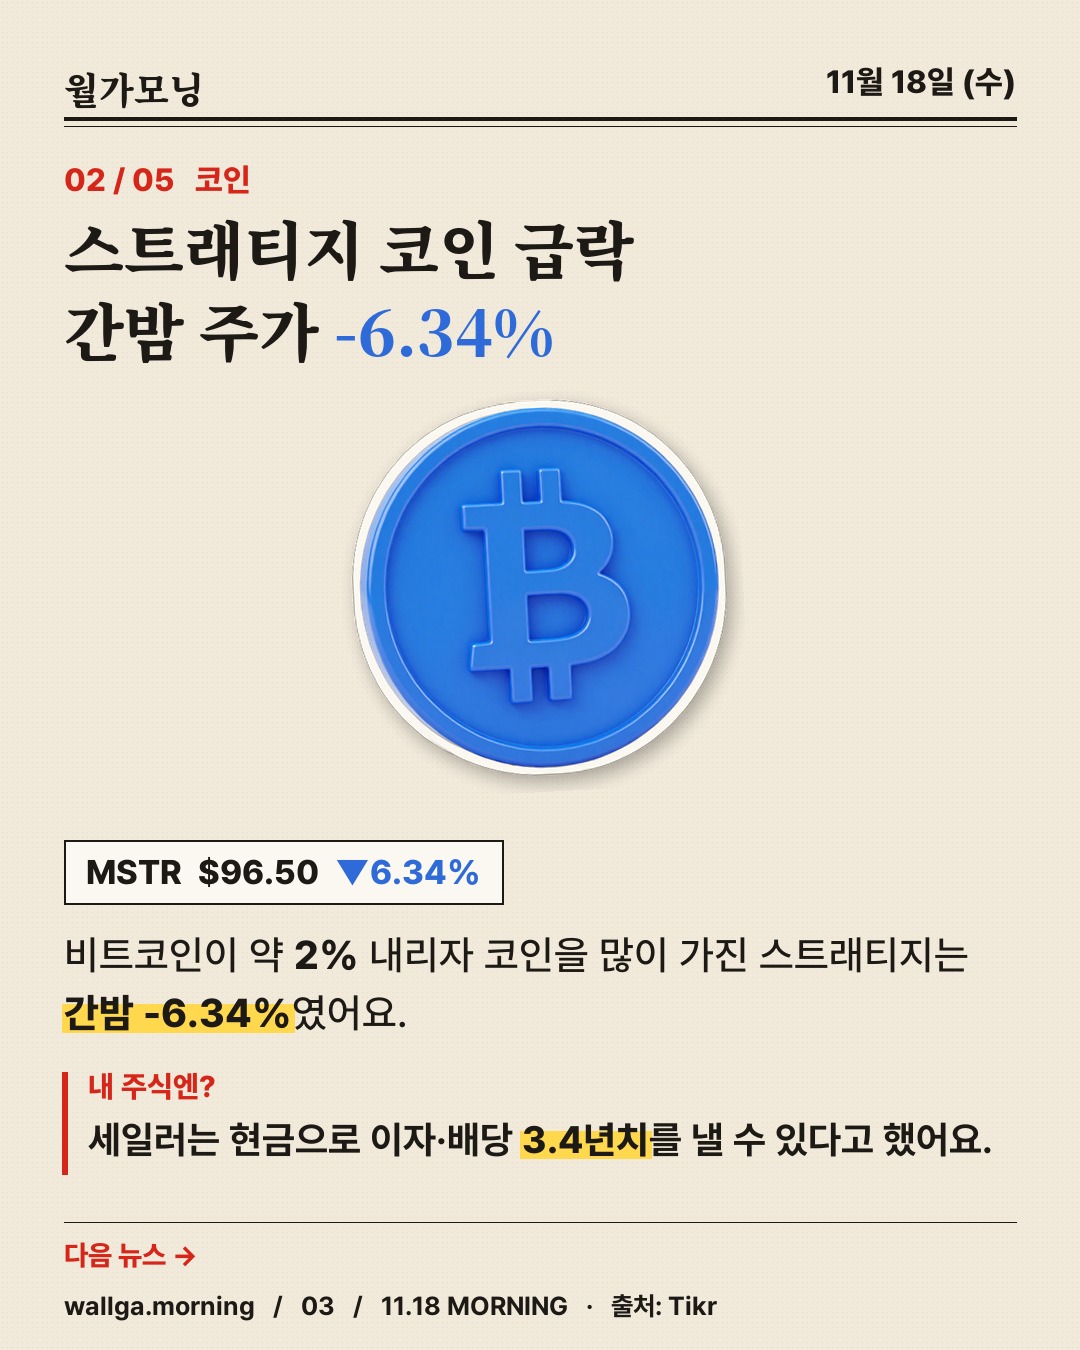 월가모닝
11월 18일 (수)
02 / 05 코인
스트래티지 코인 급락
간밤 주가 -6.34%
MSTR $96.50 ▼6.34%
비트코인이 약 2% 내리자 코인을 많이 가진 스트래티지는
간밤 -6.34%였어요.
내 주식엔?
세일러는 현금으로 이자·배당 3.4년치를 낼 수 있다고 했어요.
다음 뉴스 →
wallga.morning / 03 / 11.18 MORNING · 출처: Tikr